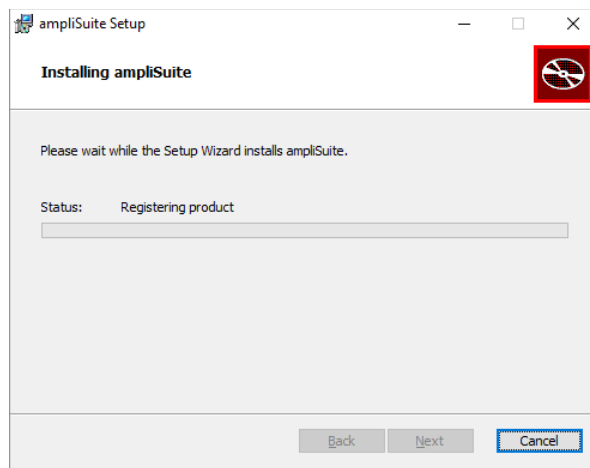 ampliSuite Setup
Installing ampliSuite
Please wait while the Setup Wizard installs ampliSuite.
Status: Registering product
Back Next Cancel